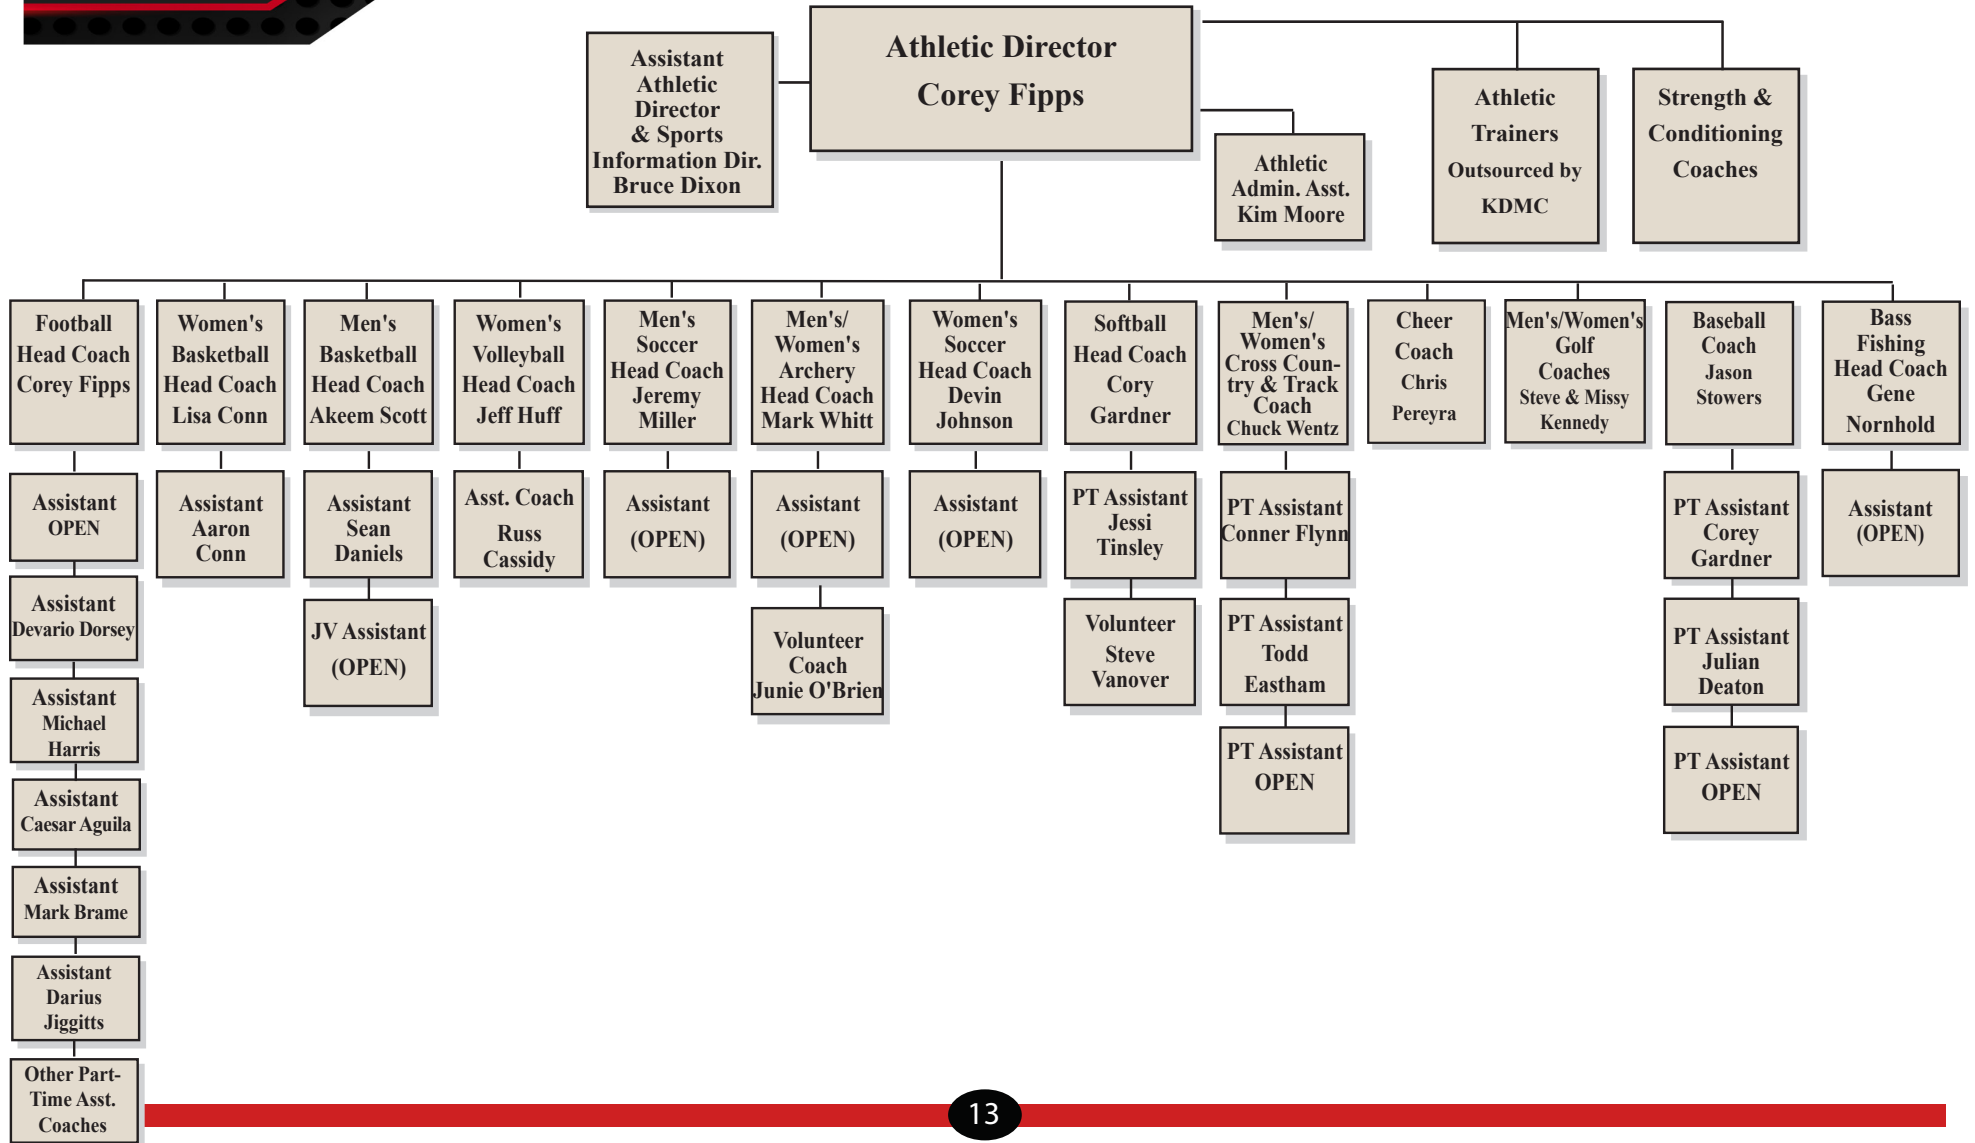 Athletic Director
Corey Fipps
Assistant
Athletic
Director
& Sports
Information Dir.
Bruce Dixon
Athletic
Admin. Asst.
Kim Moore
Athletic
Trainers
Outsourced by
KDMC
Strength &
Conditioning
Coaches
Football
Head Coach
Corey Fipps
Women's
Basketball
Head Coach
Lisa Conn
Men's
Basketball
Head Coach
Akeem Scott
Women's
Volleyball
Head Coach
Jeff Huff
Men's
Soccer
Head Coach
Jeremy
Miller
Men's/
Women's
Archery
Head Coach
Mark Whitt
Women's
Soccer
Head Coach
Devin
Johnson
Softball
Head Coach
Cory
Gardner
Men's/
Women's
Cross Coun-
try & Track
Coach
Chuck Wentz
Cheer
Coach
Chris
Pereyra
Men's/Women's
Golf
Coaches
Steve & Missy
Kennedy
Baseball
Coach
Jason
Stowers
Bass
Fishing
Head Coach
Gene
Nornhold
Assistant
OPEN
Assistant
Aaron
Conn
Assistant
Sean
Daniels
Asst. Coach
Russ
Cassidy
Assistant
(OPEN)
Assistant
(OPEN)
Assistant
(OPEN)
PT Assistant
Jessi
Tinsley
PT Assistant
Conner Flynn
PT Assistant
Corey
Gardner
Assistant
(OPEN)
Assistant
Devario Dorsey
JV Assistant
(OPEN)
Volunteer
Coach
Junie O'Brien
Volunteer
Steve
Vanover
PT Assistant
Todd
Eastham
PT Assistant
Julian
Deaton
Assistant
Michael
Harris
PT Assistant
OPEN
PT Assistant
OPEN
Assistant
Caesar Aguila
Assistant
Mark Brame
Assistant
Darius
Jiggitts
Other Part-
Time Asst.
Coaches
13